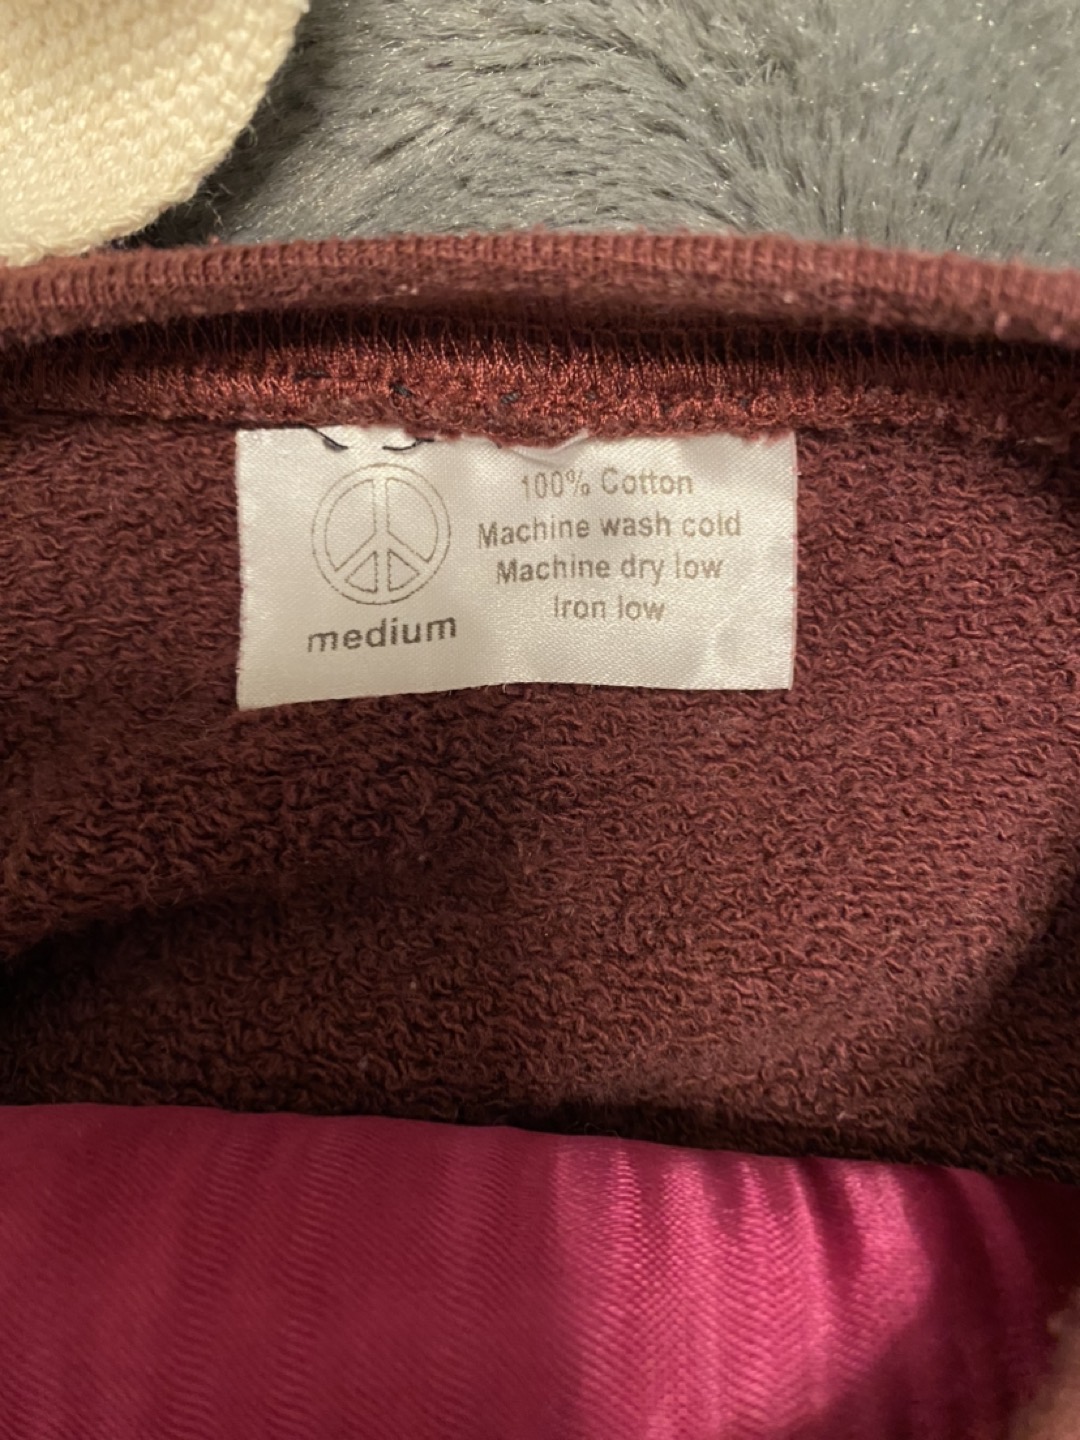 medium
100% Cotton
Machine wash cold
Machine dry low
Iron low